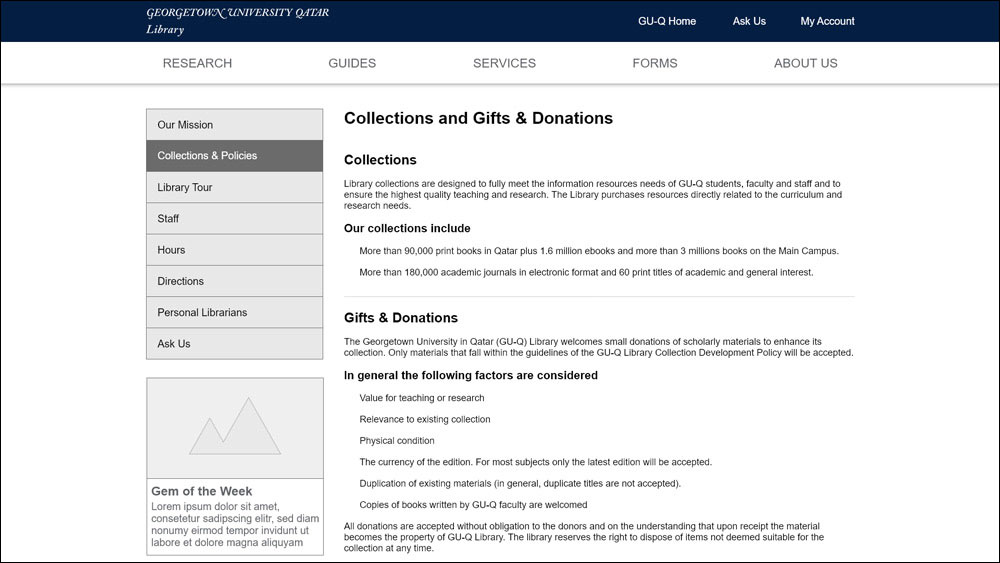 GEORGETOWN UNIVERSITY QATAR
Library
GU-Q Home
Ask Us
My Account
RESEARCH
GUIDES
SERVICES
FORMS
ABOUT US
Our Mission
Collections & Policies
Library Tour
Staff
Hours
Directions
Personal Librarians
Ask Us
Gem of the Week
Lorem ipsum dolor sit amet,
consetetur sadipscing elitr, sed diam
nonumy eirmod tempor invidunt ut
labore et dolore magna aliquyam
Collections and Gifts & Donations
Collections
Library collections are designed to fully meet the information resources needs of GU-Q students, faculty and staff and to
ensure the highest quality teaching and research. The Library purchases resources directly related to the curriculum and
research needs.
Our collections include
More than 90,000 print books in Qatar plus 1.6 million ebooks and more than 3 millions books on the Main Campus.
More than 180,000 academic journals in electronic format and 60 print titles of academic and general interest.
Gifts & Donations
The Georgetown University in Qatar (GU-Q) Library welcomes small donations of scholarly materials to enhance its
collection. Only materials that fall within the guidelines of the GU-Q Library Collection Development Policy will be accepted.
In general the following factors are considered
Value for teaching or research
Relevance to existing collection
Physical condition
The currency of the edition. For most subjects only the latest edition will be accepted.
Duplication of existing materials (in general, duplicate titles are not accepted).
Copies of books written by GU-Q faculty are welcomed
All donations are accepted without obligation to the donors and on the understanding that upon receipt the material
becomes the property of GU-Q Library. The library reserves the right to dispose of items not deemed suitable for the
collection at any time.